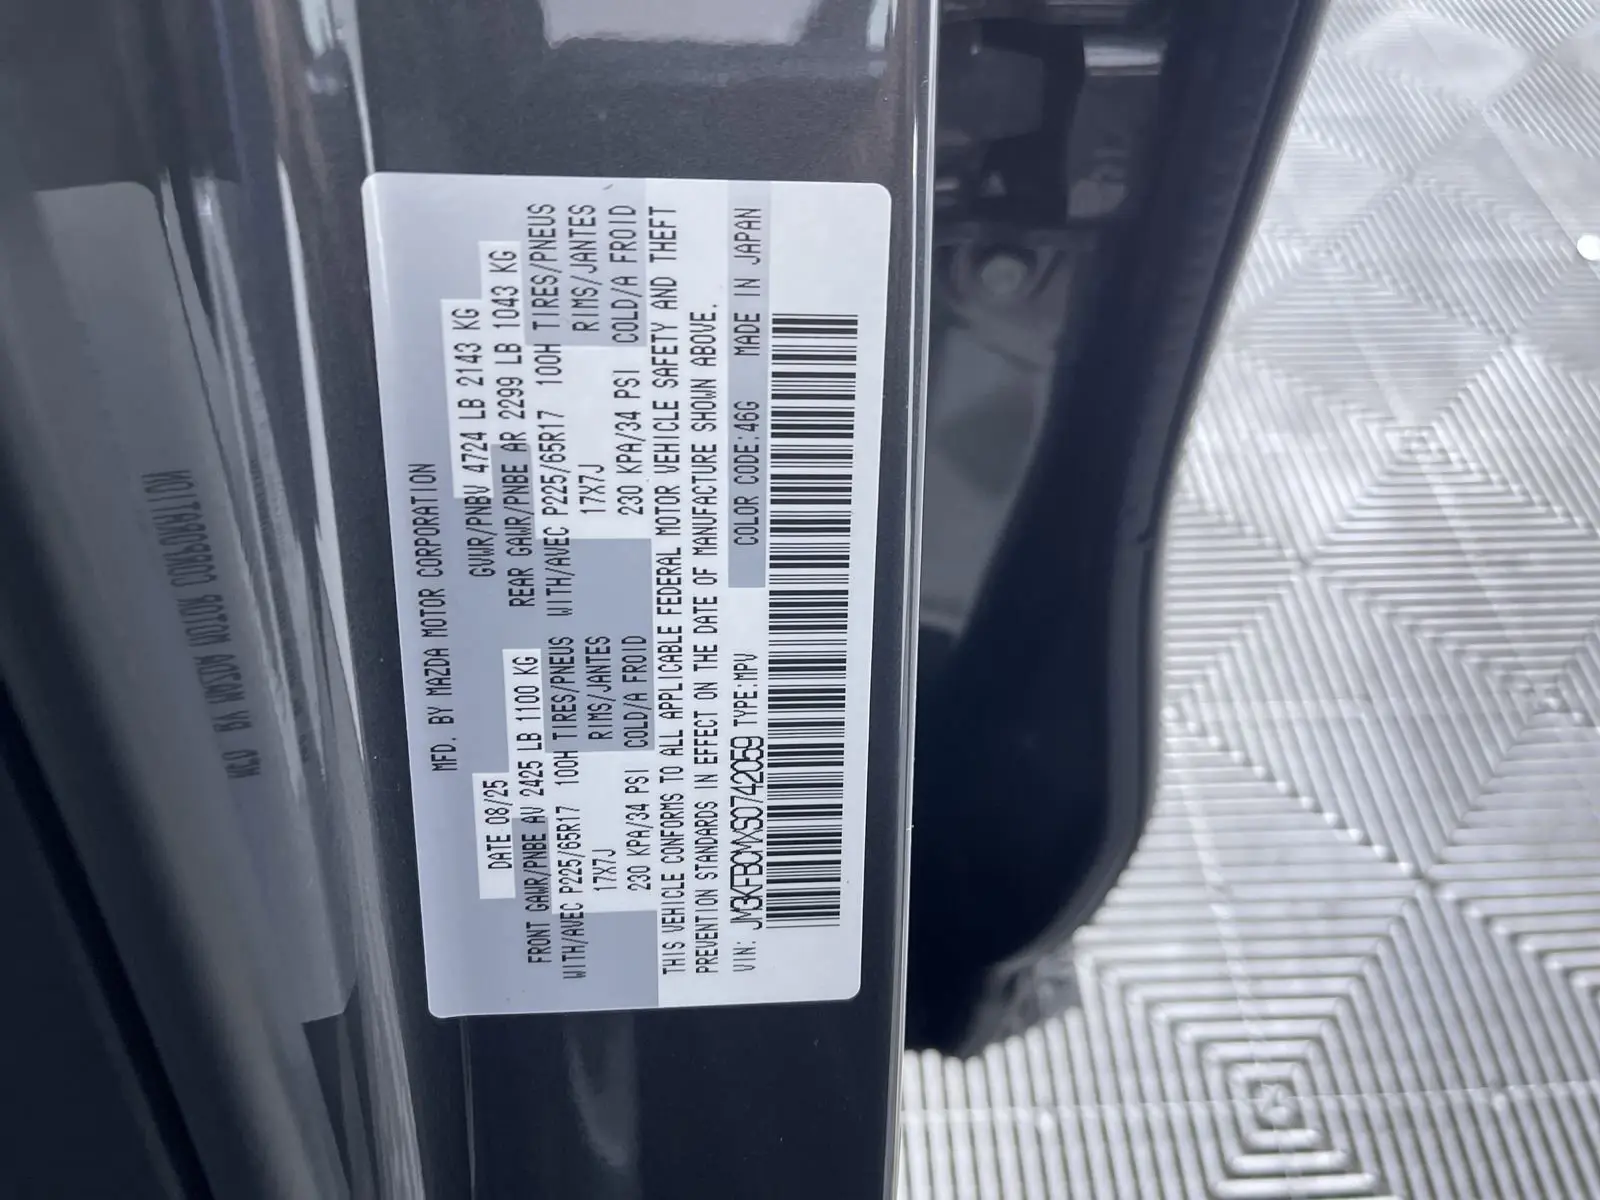 MFD. BY MAZDA MOTOR CORPORATION
DATE:08/25 GVWR/PNBV 4724 LB 2143 KG
FRONT GAWR/PNBE AV 2425 LB 1100 KG REAR GAWR/PNBE AR 2299 LB 1043 KG
WITH/AVEC P225/65R17 100H TIRES/PNEUS WITH/AVEC P225/65R17 100H TIRES/PNEUS
17X7J RIMS/JANTES 17X7J RIMS/JANTES
230 KPA/34 PSI COLD/A FROID 230 KPA/34 PSI COLD/A FROID
THIS VEHICLE CONFORMS TO ALL APPLICABLE FEDERAL MOTOR VEHICLE SAFETY AND THEFT
PREVENTION STANDARDS IN EFFECT ON THE DATE OF MANUFACTURE SHOWN ABOVE.
VIN: JM3KFBCMXS0742059 TYPE:MPV COLOR CODE:46G MADE IN JAPAN